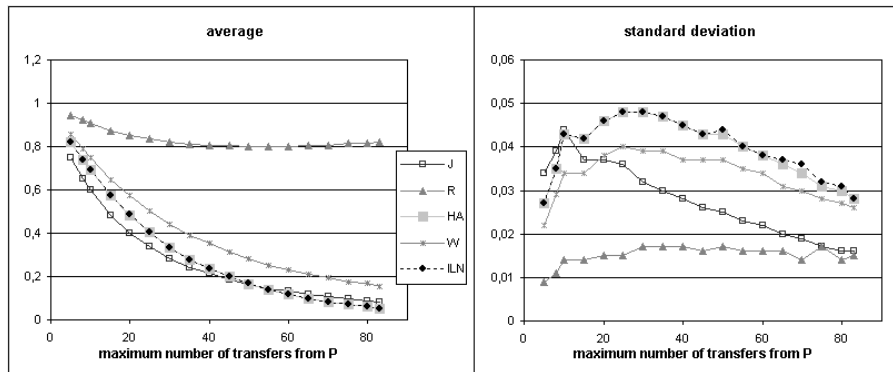 average
1,2
1
0,8
0,6
0,4
0,2
0
0 20 40 60 80
maximum number of transfers from P
J
R
HA
W
ILN
standard deviation
0,06
0,05
0,04
0,03
0,02
0,01
0
0 20 40 60 80
maximum number of transfers from P